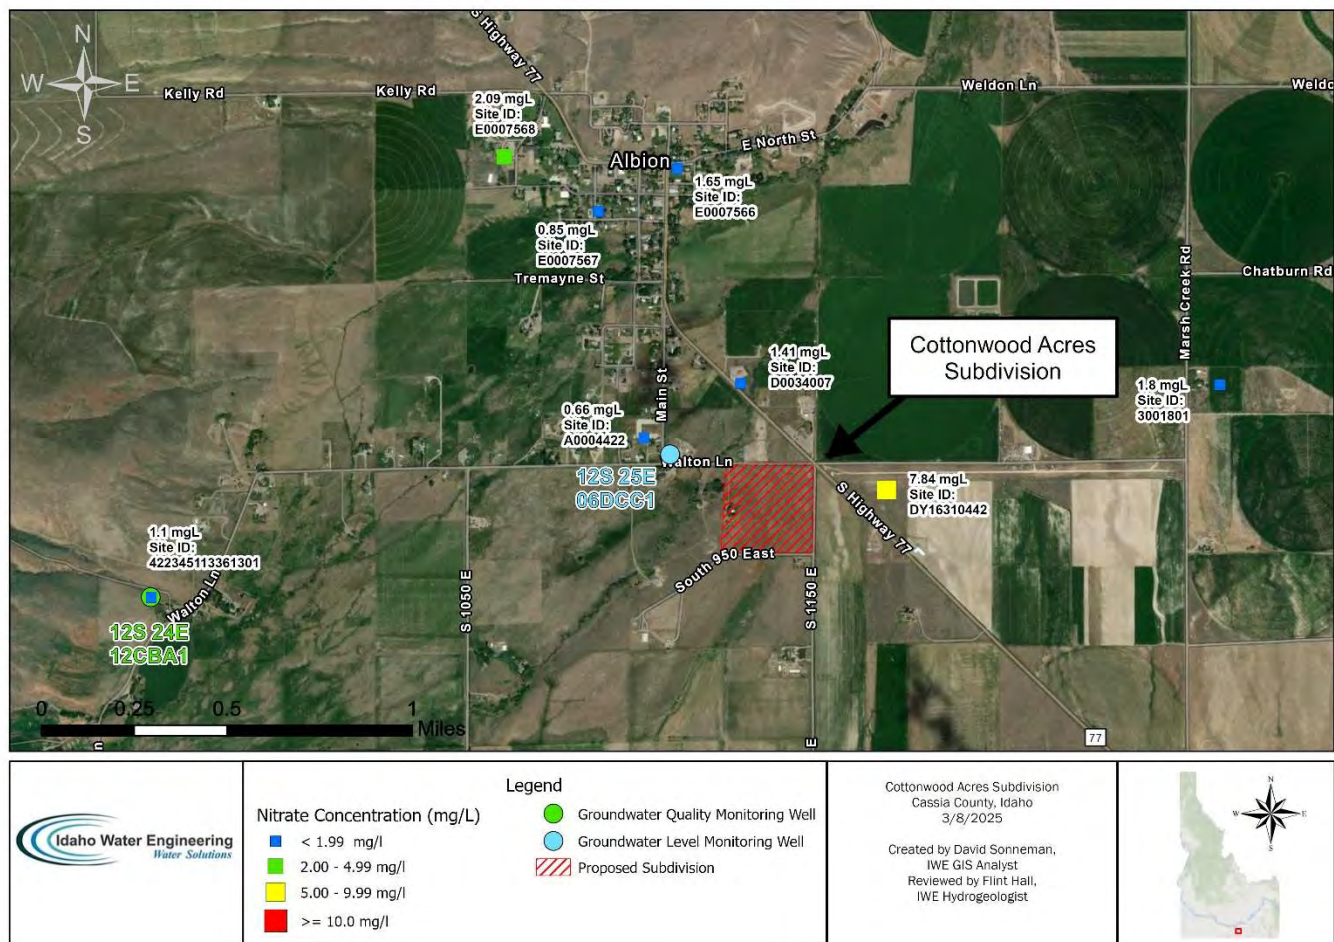 N
W
E
S
S Highway 77
Kelly Rd
Kelly Rd
Weldon Ln
Weldo
2.09 mgL
Site ID:
E0007568
Albion
E North St
1.65 mgL
Site ID:
E0007566
0.85 mgL
Site ID:
E0007567
Tremayne St
Marsh Creek Rd
Chatburn Rd
Cottonwood Acres
Subdivision
1.41 mgL
Site ID:
D0034007
1.8 mgL
Site ID:
3001801
Main St
0.66 mgL
Site ID:
A0004422
Walton Ln
12S 25E
06DCC1
7.84 mgL
Site ID:
DY16310442
S Highway 77
1.1 mgL
Site ID:
422345113361301
Walton Ln
12S 24E
12CBA1
S 1050 E
South 950 East
S 1150 E
0
0.25
0.5
1
Miles
n
E
77
Idaho Water Engineering
Water Solutions
Legend
Nitrate Concentration (mg/L)
< 1.99 mg/l
2.00 - 4.99 mg/l
5.00 - 9.99 mg/l
>= 10.0 mg/l
Groundwater Quality Monitoring Well
Groundwater Level Monitoring Well
Proposed Subdivision
Cottonwood Acres Subdivision
Cassia County, Idaho
3/8/2025
Created by David Sonneman,
IWE GIS Analyst
Reviewed by Flint Hall,
IWE Hydrogeologist
N
W
E
S